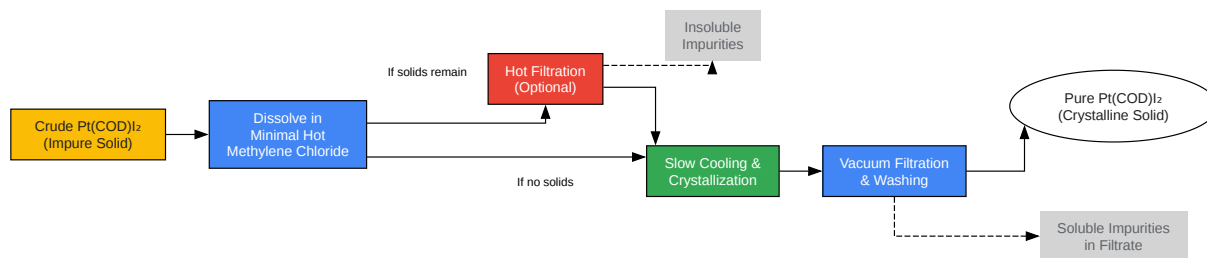 Crude Pt(COD)I₂
(Impure Solid)
Dissolve in
Minimal Hot
Methylene Chloride
If solids remain
Hot Filtration
(Optional)
Insoluble
Impurities
If no solids
Slow Cooling &
Crystallization
Vacuum Filtration
& Washing
Pure Pt(COD)I₂
(Crystalline Solid)
Soluble Impurities
in Filtrate